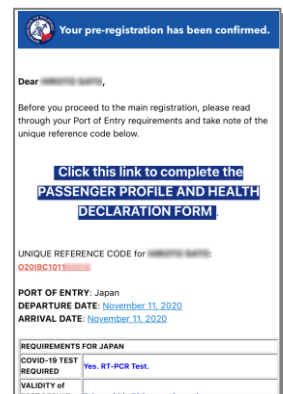 Your pre-registration has been confirmed.
Dear
Before you proceed to the main registration, please read
through your Port of Entry requirements and take note of the
unique reference code below.
Click this link to complete the
PASSENGER PROFILE AND HEALTH
DECLARATION FORM.
UNIQUE REFERENCE CODE for
O20IBC1011
PORT OF ENTRY: Japan
DEPARTURE DATE: November 11, 2020
ARRIVAL DATE: November 11, 2020
REQUIREMENTS FOR JAPAN
COVID-19 TEST
REQUIRED
Yes. RT-PCR Test.
VALIDITY of